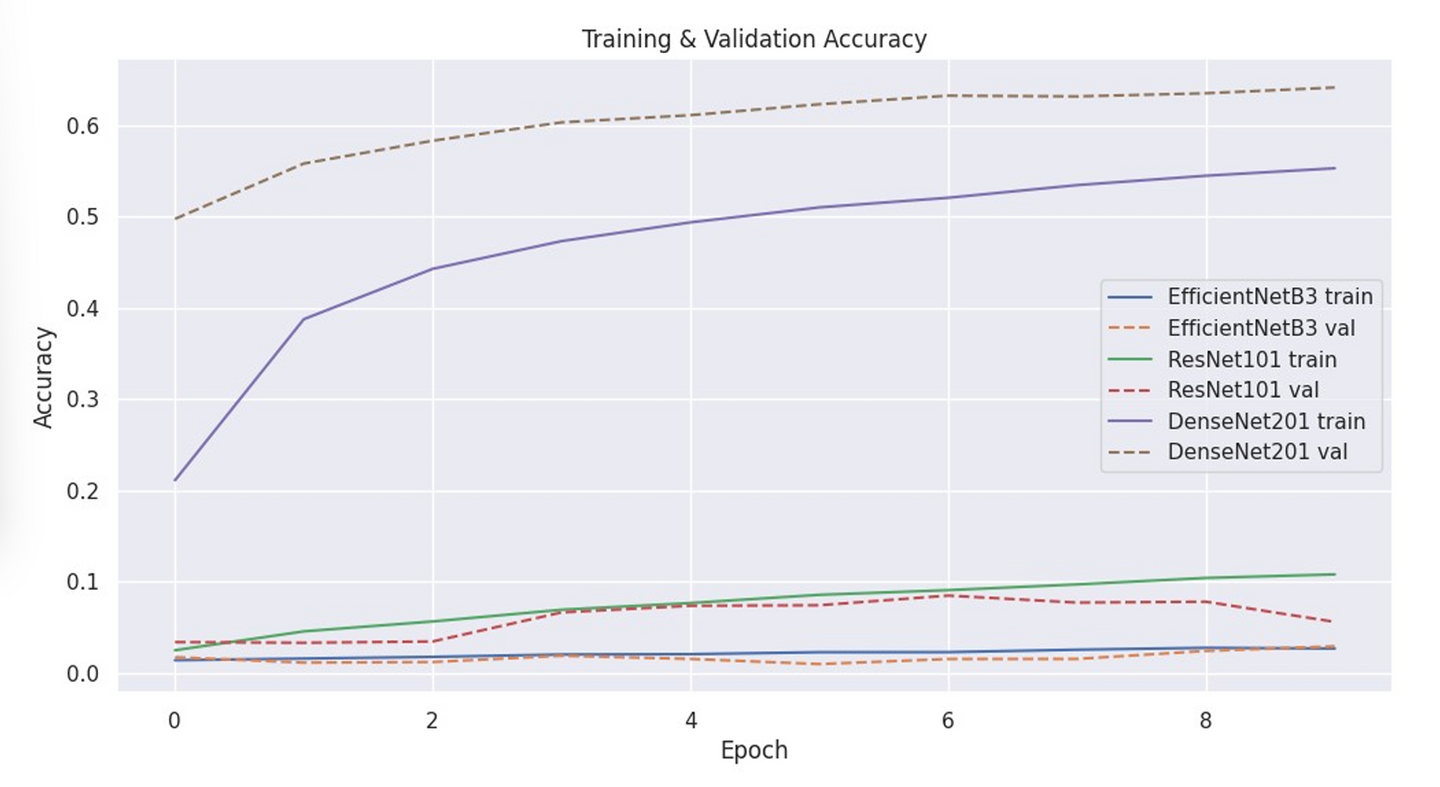 Training & Validation Accuracy
0.6
0.5
0.4
0.3
0.2
0.1
0.0
Accuracy
EfficientNetB3 train
EfficientNetB3 val
ResNet101 train
ResNet101 val
DenseNet201 train
DenseNet201 val
0 2 4 6 8
Epoch